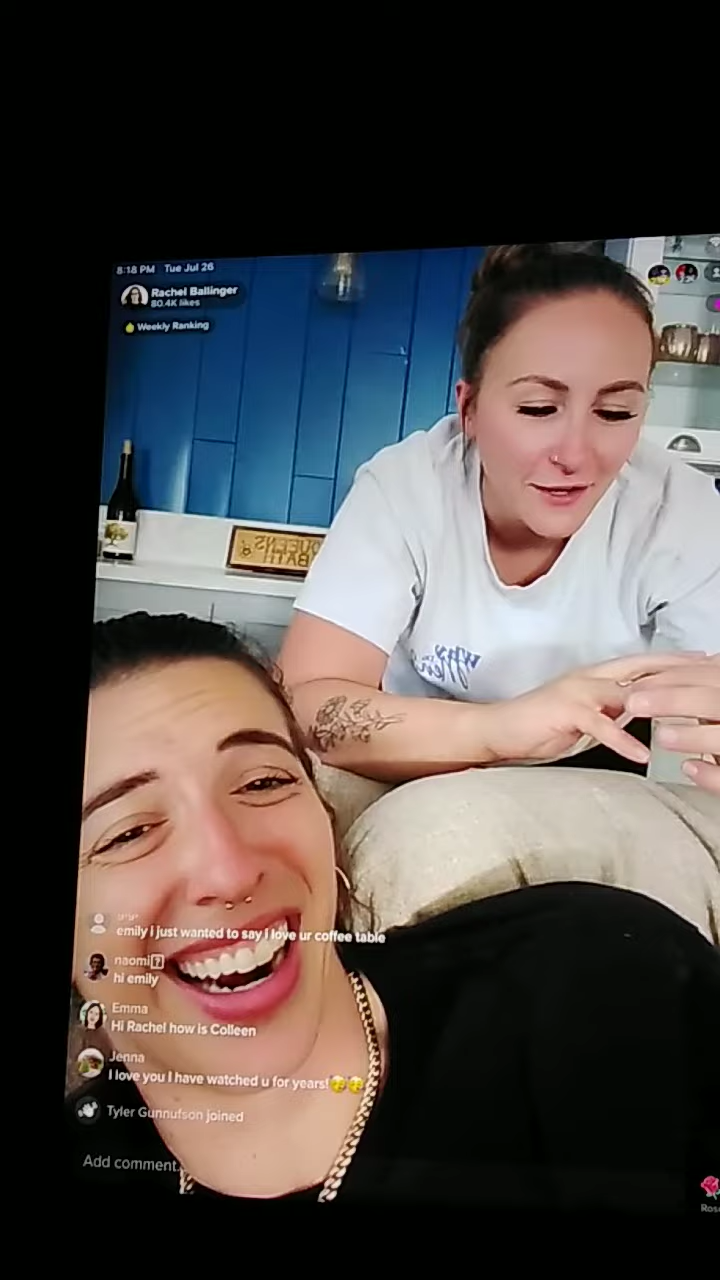 8:18 PM Tue Jul 26
Rachel Ballinger
80.4K likes
Weekly Ranking
QUEENS
BATH
emily i just wanted to say I love ur coffee table
naomi
hi emily
Emma
Hi Rachel how is Colleen
Jenna
I love you I have watched u for years!🥳🥳
Tyler Gunnufson joined
Add comment.
Rose